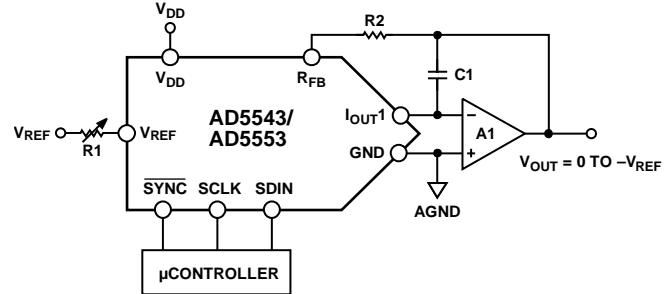 VDD
VDD
RFB
R2
C1
AD5543/
AD5553
VREF
R1
VREF
IOUT1
GND
A1
−
+
VOUT = 0 TO −VREF
AGND
SYNC
SCLK
SDIN
µCONTROLLER